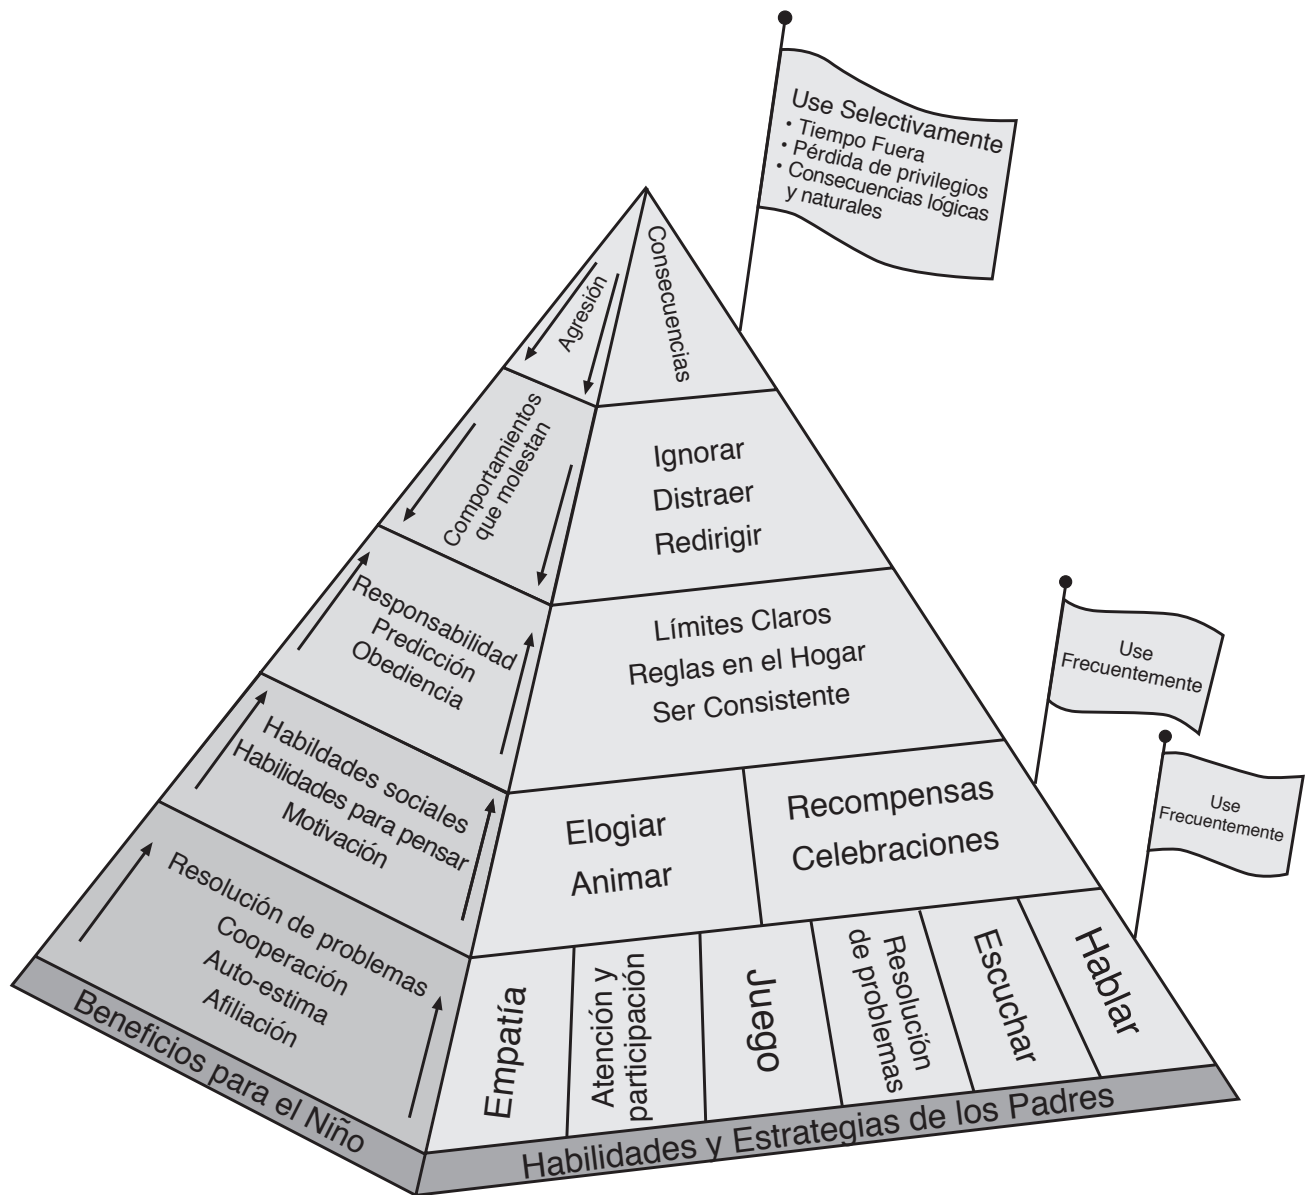 Use Selectivamente
• Tiempo Fuera
• Pérdida de privilegios
• Consecuencias lógicas
y naturales
Agresión
Consecuencias
Comportamientos
que molestan
Ignorar
Distraer
Redirigir
Responsabilidad
Predicción
Obediencia
Límites Claros
Reglas en el Hogar
Ser Consistente
Use
Frecuentemente
Habildades sociales
Habilidades para pensar
Motivación
Elogiar
Animar
Recompensas
Celebraciones
Use
Frecuentemente
Resolución de problemas
Cooperación
Auto-estima
Afiliación
Empatía
Atención y
participación
Juego
Resolución
de problemas
Escuchar
Hablar
Beneficios para el Niño
Habilidades y Estrategias de los Padres